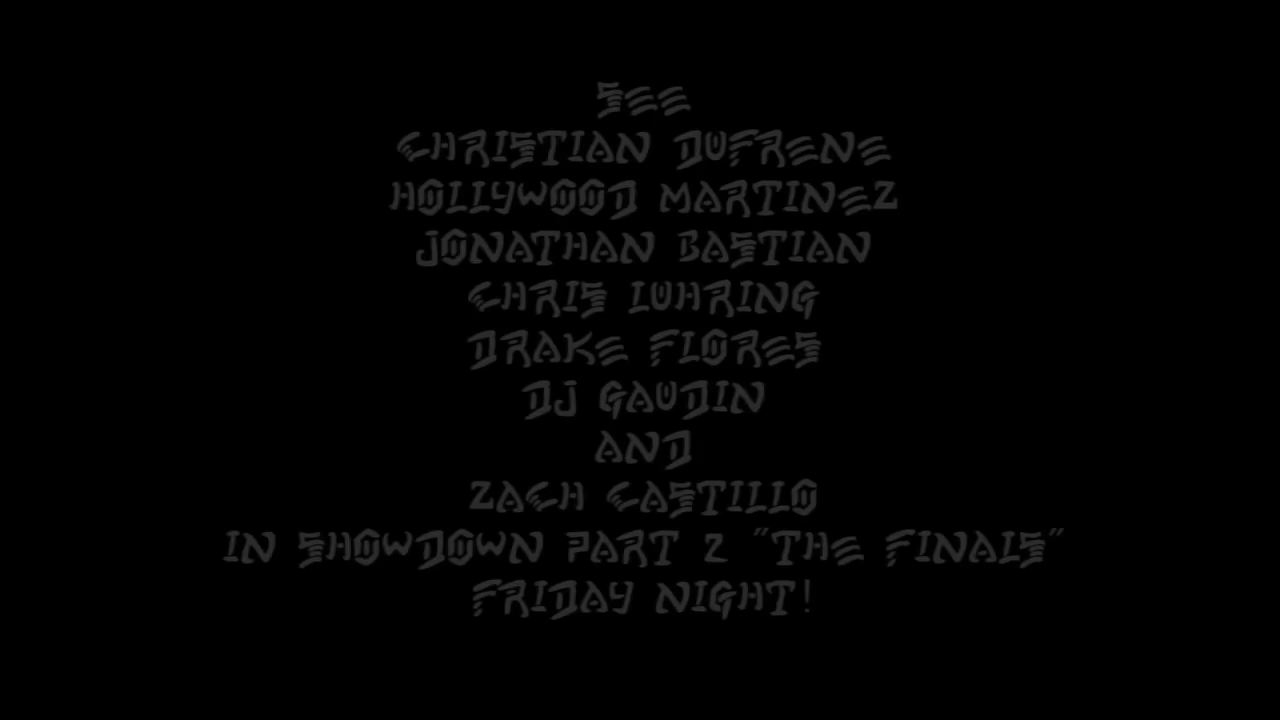 SEE
CHRISTIAN DUFRENE
HOLLYWOOD MARTINEZ
JONATHAN BASTIAN
CHRIS LUHRING
DRAKE FLORES
DJ GAUDIN
AND
ZACH CASTILLO
IN SHOWDOWN PART 2 "THE FINALS"
FRIDAY NIGHT!